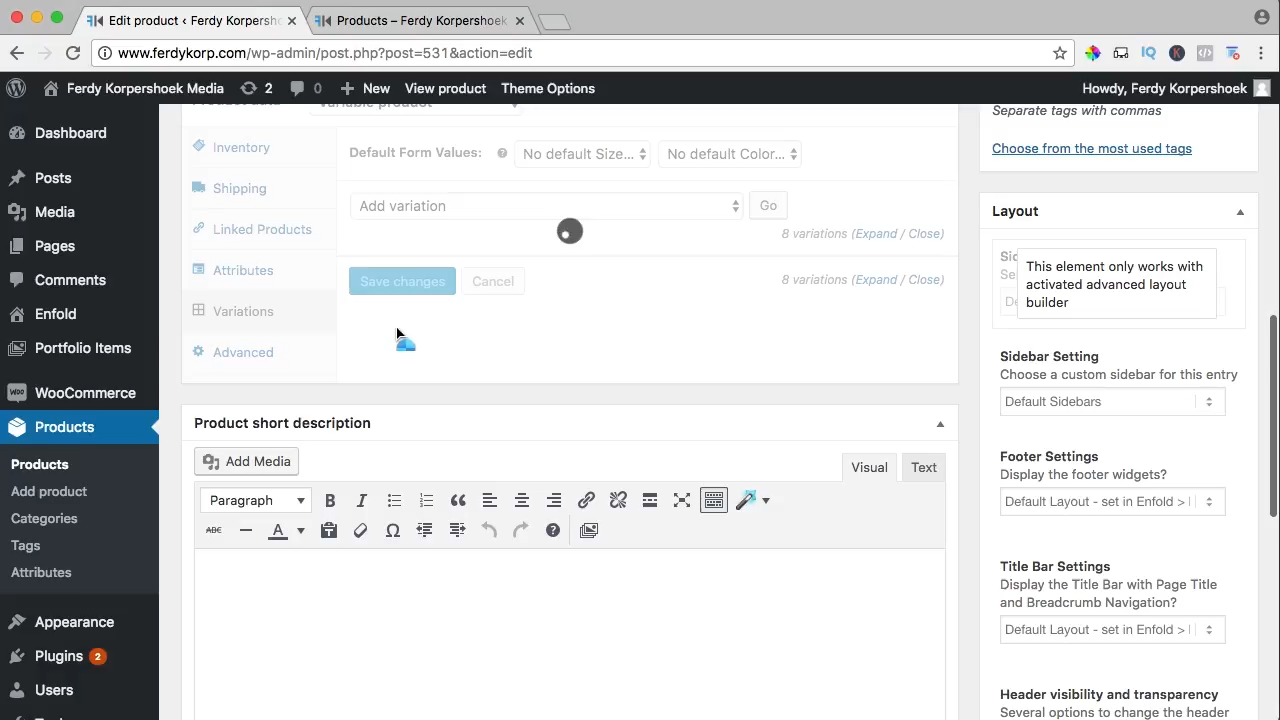 Edit product ‹ Ferdy Korpersh
Products – Ferdy Korpershoek
www.ferdykorp.com/wp-admin/post.php?post=531&action=edit
Ferdy Korpershoek Media
2
0
New
View product
Theme Options
Howdy, Ferdy Korpershoek
Dashboard
Posts
Media
Pages
Comments
Enfold
Portfolio Items
WooCommerce
Products
Products
Add product
Categories
Tags
Attributes
Appearance
Plugins 2
Users
Variable product
Inventory
Shipping
Linked Products
Attributes
Variations
Advanced
Default Form Values:
No default Size...
No default Color...
Add variation
Go
8 variations (Expand / Close)
Save changes
Cancel
8 variations (Expand / Close)
Product short description
Add Media
Visual
Text
Paragraph
B
I
ABC
A
Separate tags with commas
Choose from the most used tags
Layout
This element only works with
activated advanced layout
builder
Sidebar Setting
Choose a custom sidebar for this entry
Default Sidebars
Footer Settings
Display the footer widgets?
Default Layout - set in Enfold >
Title Bar Settings
Display the Title Bar with Page Title
and Breadcrumb Navigation?
Default Layout - set in Enfold >
Header visibility and transparency
Several options to change the header